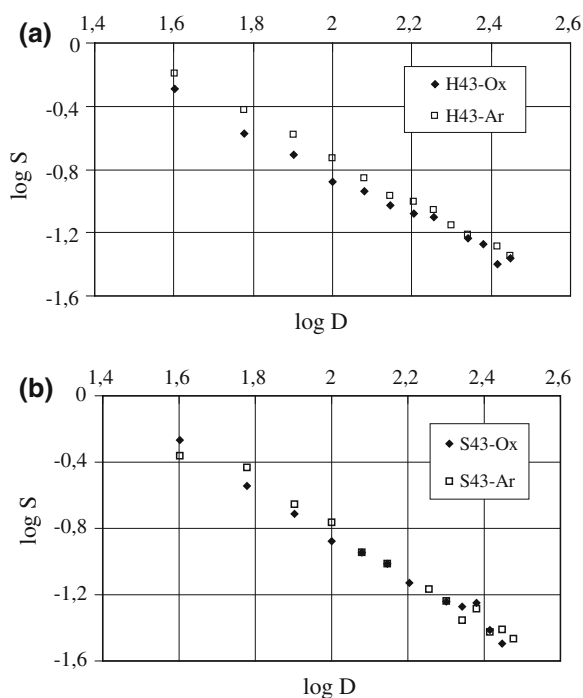 (a)
1,4 1,6 1,8 2 2,2 2,4 2,6
0
-0,4
-0,8
-1,2
-1,6
log S
H43-Ox
H43-Ar
log D
(b)
1,4 1,6 1,8 2 2,2 2,4 2,6
0
-0,4
-0,8
-1,2
-1,6
log S
S43-Ox
S43-Ar
log D